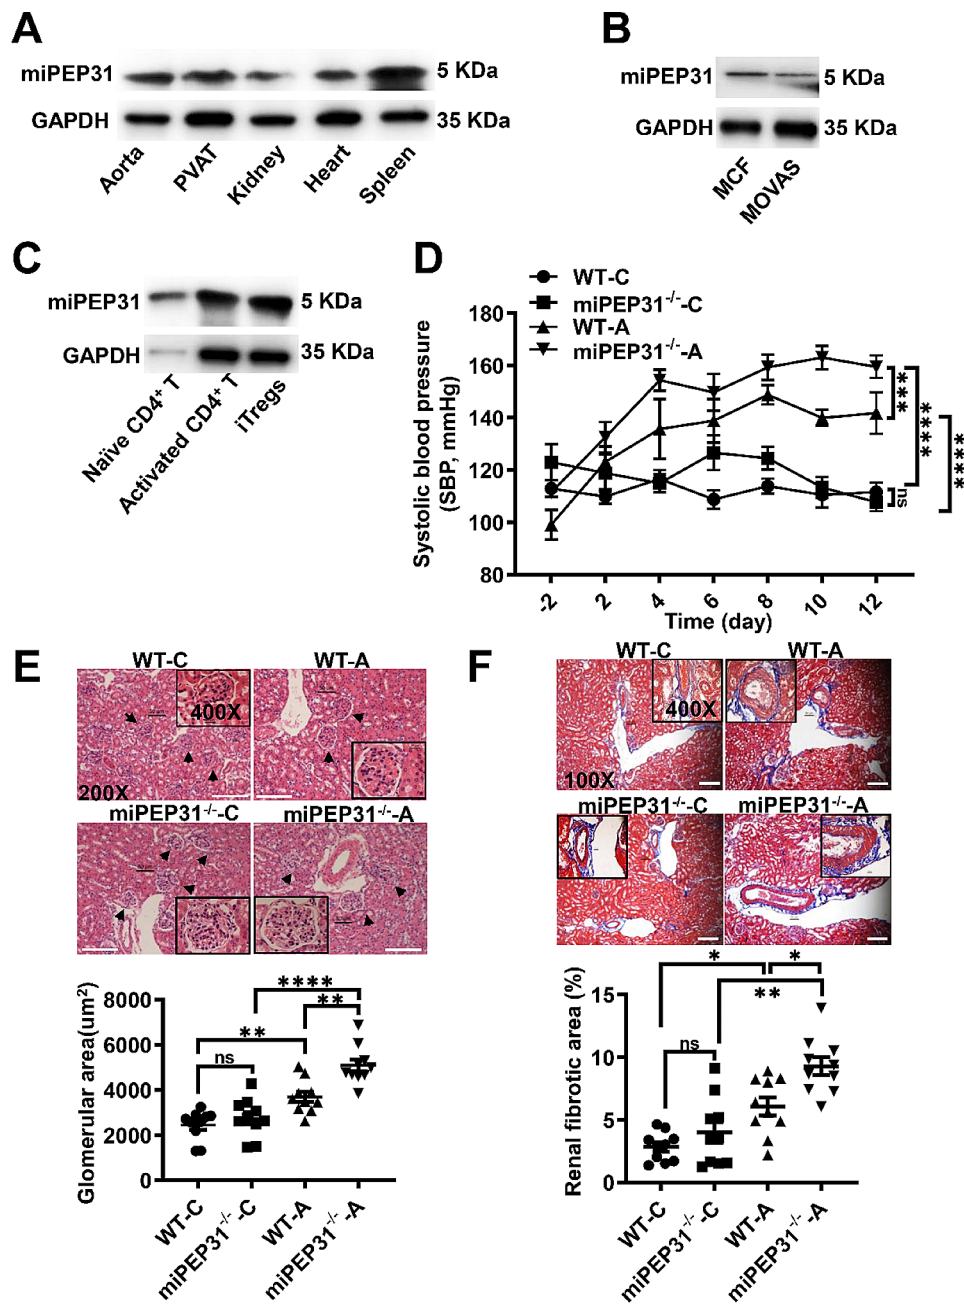 A
miPEP31
5 KDa
GAPDH
35 KDa
Aorta
PVAT
Kidney
Heart
Spleen
B
miPEP31
5 KDa
GAPDH
35 KDa
MCF
MOVAS
C
miPEP31
5 KDa
GAPDH
35 KDa
Naïve CD4⁺ T
Activated CD4⁺ T
iTregs
D
WT-C
miPEP31⁻/⁻-C
WT-A
miPEP31⁻/⁻-A
Systolic blood pressure
(SBP, mmHg)
180
160
140
120
100
80
-2
2
4
6
8
10
12
Time (day)
***
****
****
ns
E
WT-C
WT-A
400X
200X
miPEP31⁻/⁻-C
miPEP31⁻/⁻-A
Glomerular area(um²)
8000
6000
4000
2000
0
****
**
**
ns
WT-C
miPEP31⁻/⁻-C
WT-A
miPEP31⁻/⁻-A
F
WT-C
WT-A
400X
100X
miPEP31⁻/⁻-C
miPEP31⁻/⁻-A
Renal fibrotic area (%)
15
10
5
0
*
*
**
ns
WT-C
miPEP31⁻/⁻-C
WT-A
miPEP31⁻/⁻-A